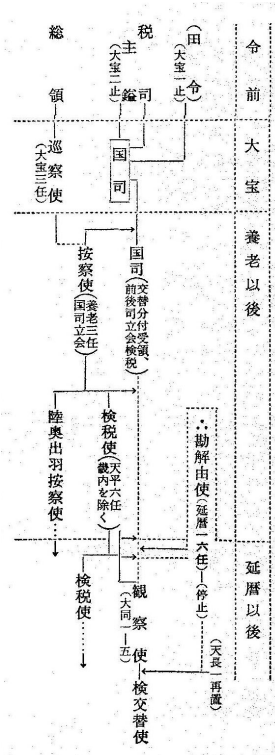 令前
大宝
養老以後
延暦以後
(田令)
(大宝一止)
税司
主鎰
(大宝二止)
総領
国司
巡察使
(大宝三任)
国司(交替分付受領、前後司立会検税)
按察使(養老三任 国司立会)
∴勘解由使(延暦一六任)―(停止)
(天長一再置)
検税使(天平六任 畿内を除く)
陸奥出羽按察使……
検税使……
観察使
(大同一―五)
検交替使